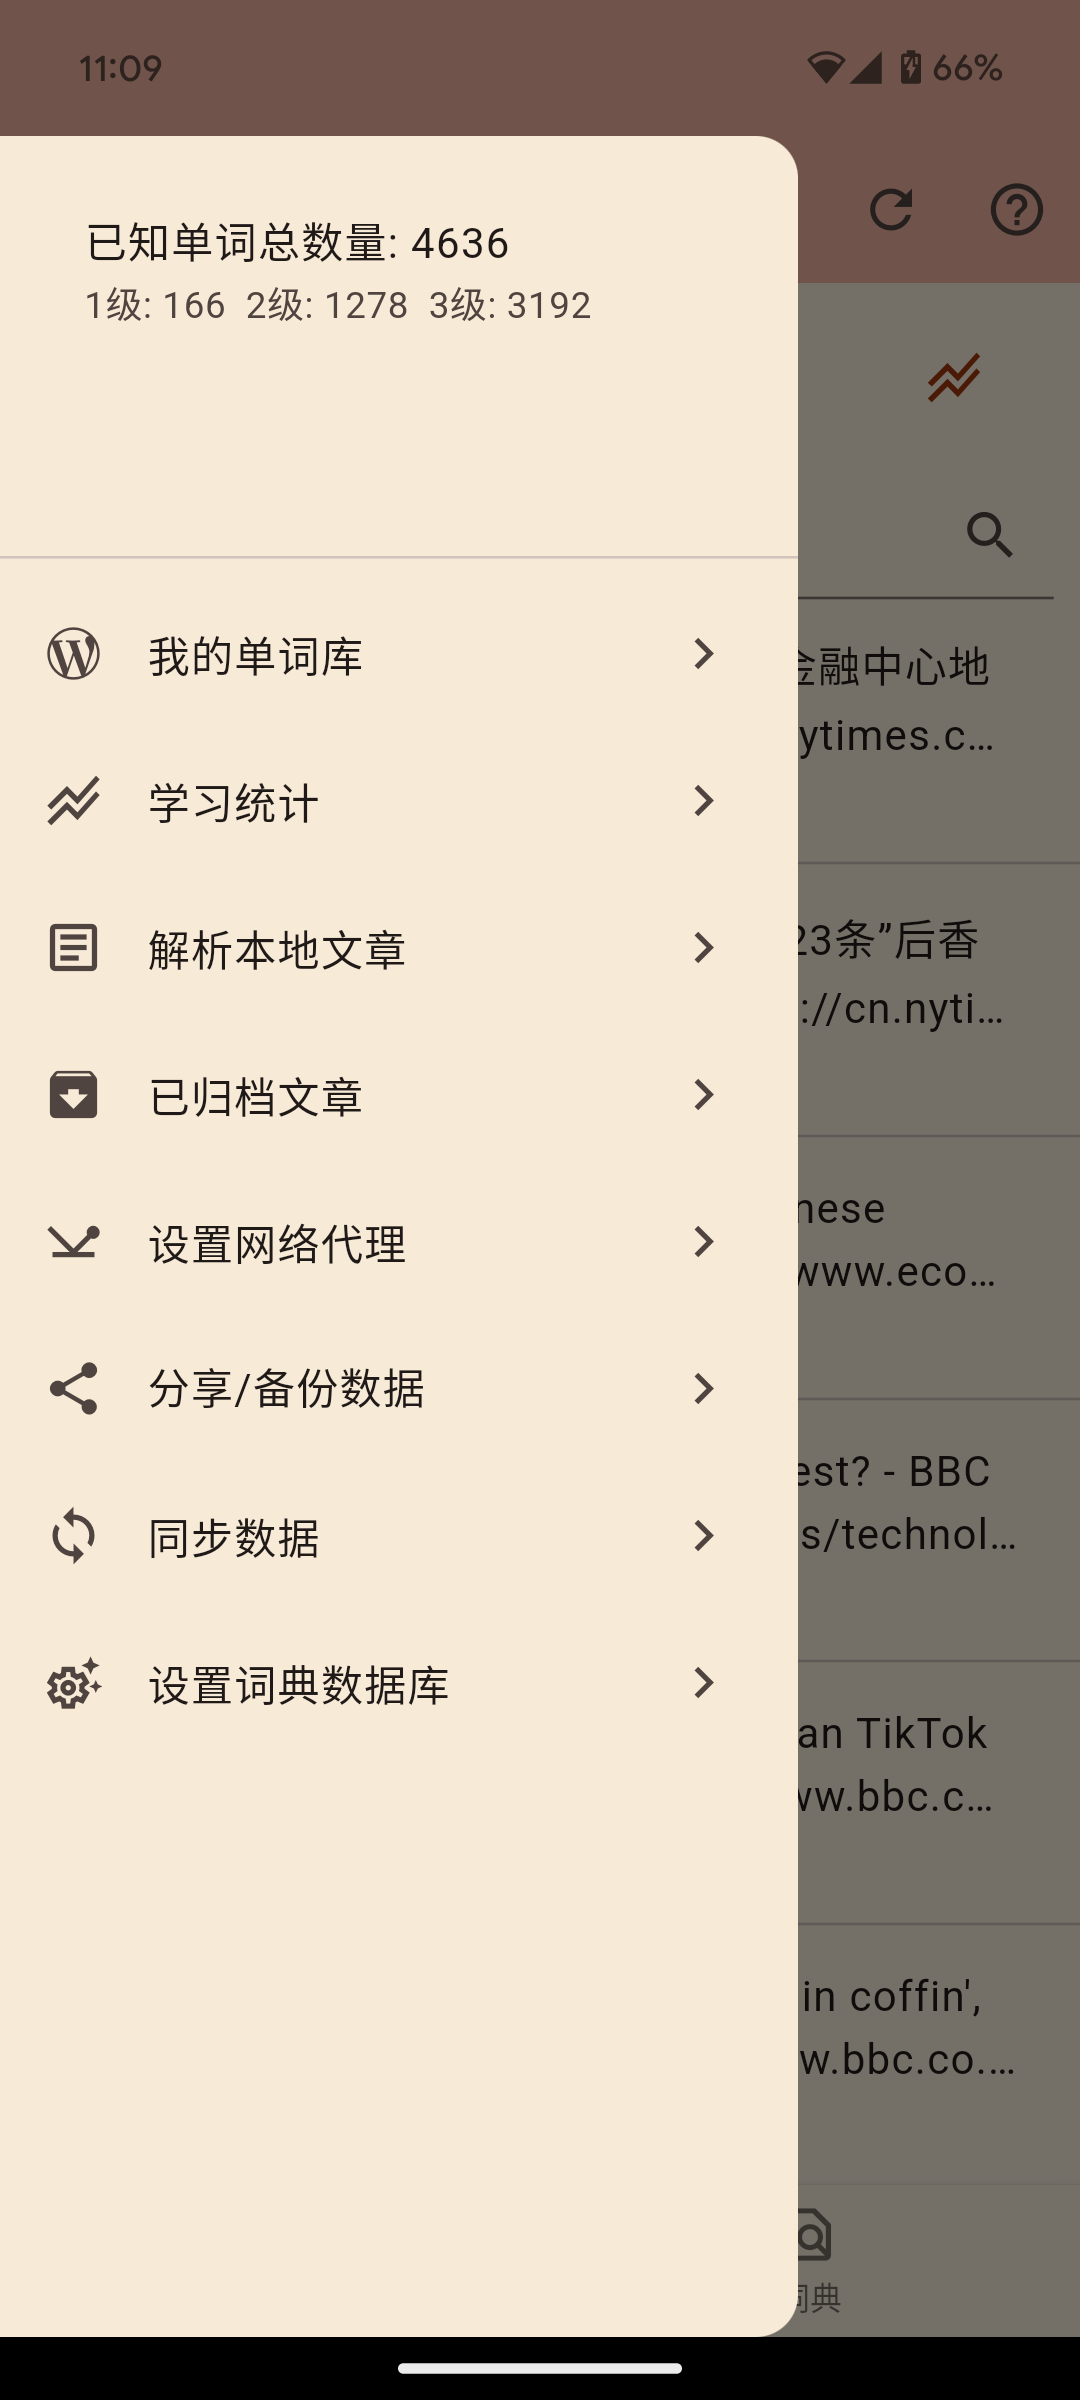 11:09
66%
已知单词总数量: 4636
1级: 166 2级: 1278 3级: 3192
我的单词库
金融中心地
ytimes.c...
学习统计
解析本地文章
23条”后香
://cn.nyti...
已归档文章
设置网络代理
nese
www.eco...
分享/备份数据
est? - BBC
s/technol...
同步数据
设置词典数据库
an TikTok
ww.bbc.c...
in coffin',
w.bbc.co....
词典